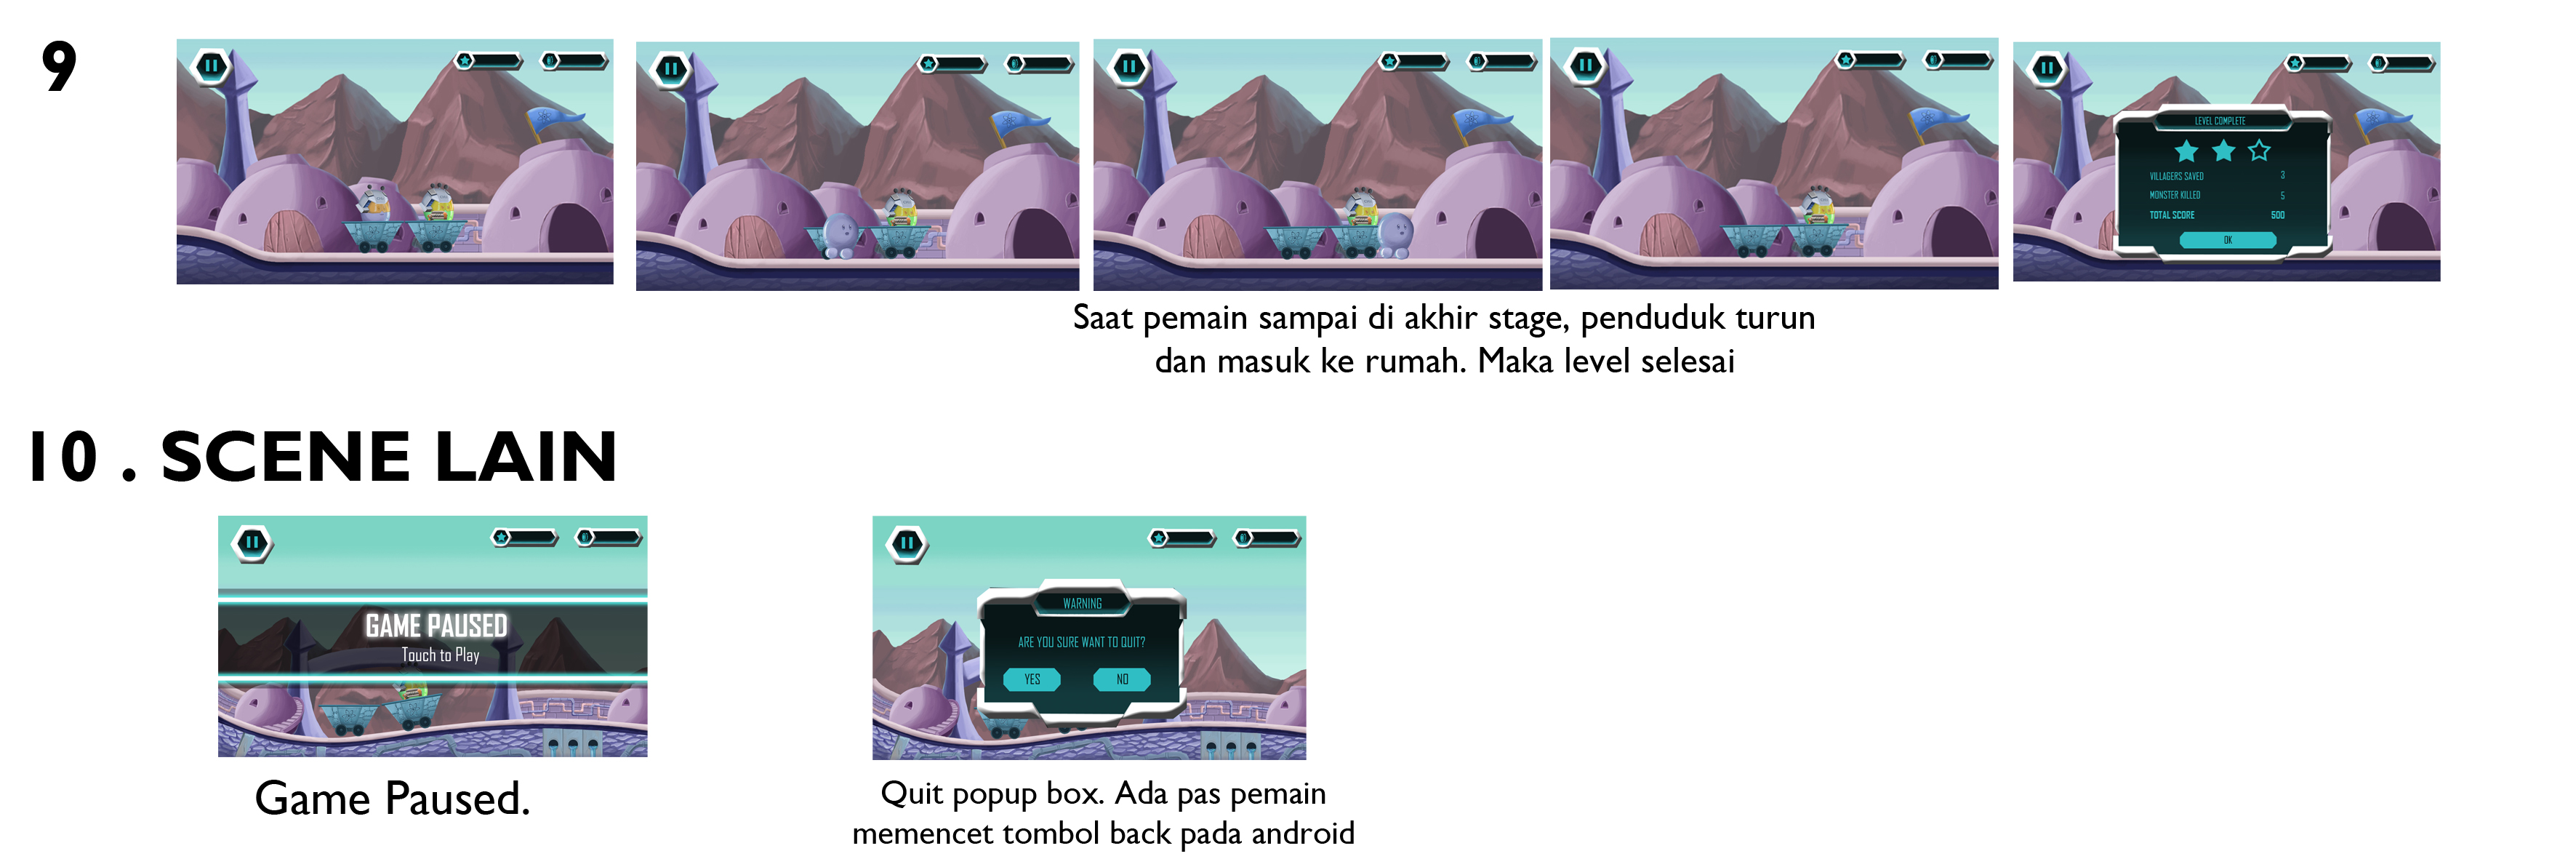 9
LEVEL COMPLETE
VILLAGERS SAVED 3
MONSTER KILLED 5
TOTAL SCORE 500
OK
Saat pemain sampai di akhir stage, penduduk turun
dan masuk ke rumah. Maka level selesai
10 . SCENE LAIN
GAME PAUSED
Touch to Play
Game Paused.
WARNING
ARE YOU SURE WANT TO QUIT?
YES NO
Quit popup box. Ada pas pemain
memencet tombol back pada android